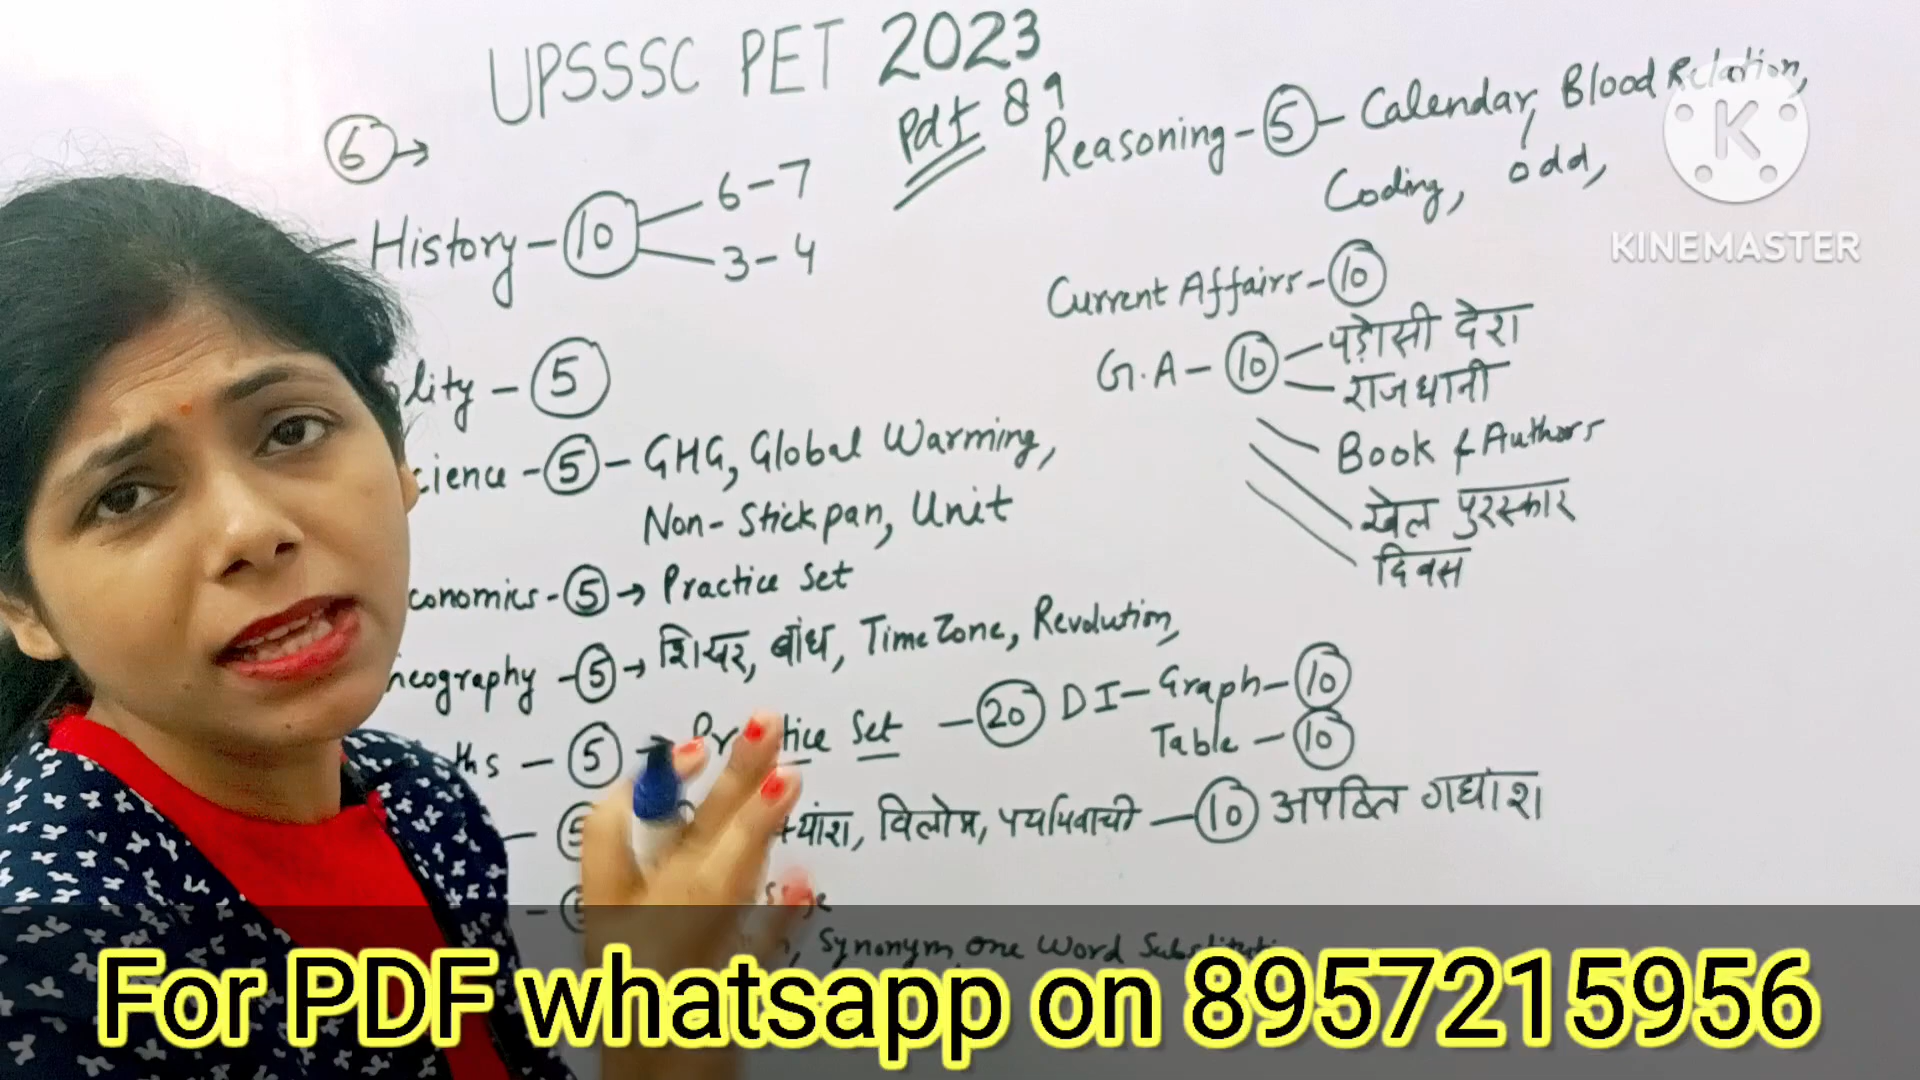 UPSSSC PET 2023
Pdf 89
6 →
History - 10
6-7
3-4
lity - 5
cience - 5 - GHG, Global Warming,
Non-Stickpan, Unit
conomics - 5 → Practice Set
eography - 5 → शिखर, बांध, Time Zone, Revolution,
ths - 5 → Practice Set - 20 DI - Graph - 10
Table - 10
विलोम, पर्यायवाची - 10 अपठित गद्यांश
Synonym, One Word
Reasoning - 5 - Calendar, Blood Relation,
Coding, odd,
Current Affairs - 10
G.A - 10
पड़ोसी देश
राजधानी
Book & Authors
खेल पुरस्कार
दिवस
K
KINEMASTER
For PDF whatsapp on 8957215956